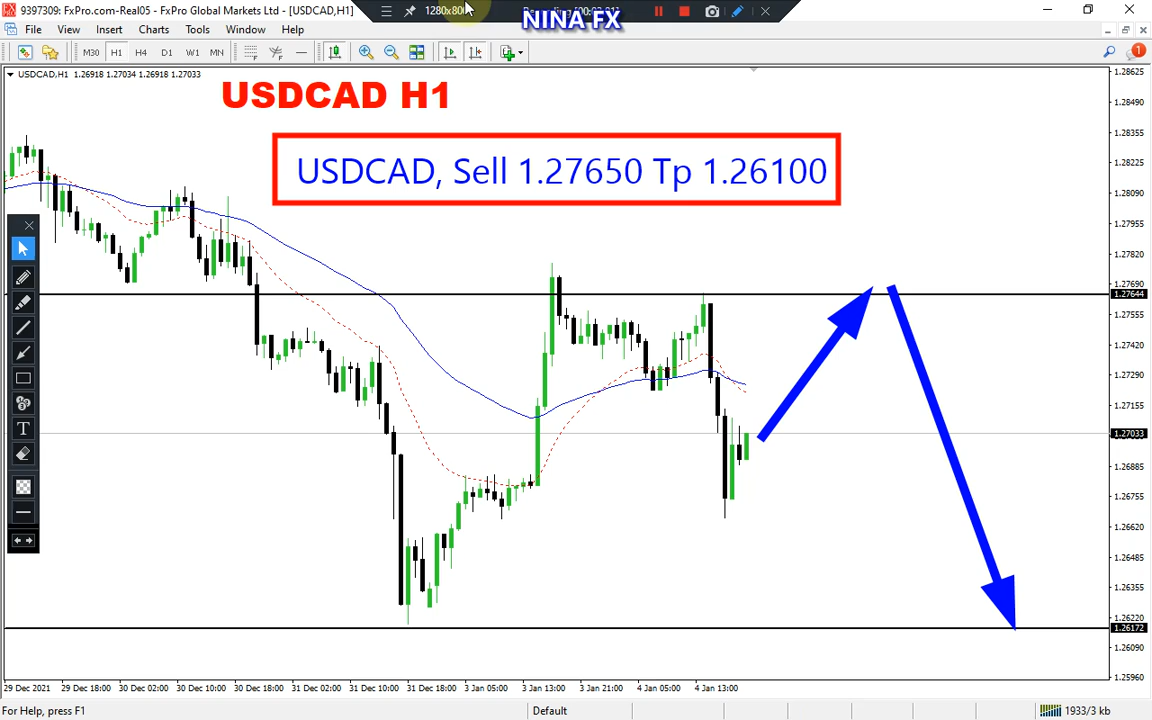 9397309: FxPro.com-Real05 - FxPro Global Markets Ltd - [USDCAD,H1]
1280x800
NINA FX
File View Insert Charts Tools Window Help
M30 H1 H4 D1 W1 MN
1
USDCAD,H1 1.26918 1.27034 1.26918 1.27033
USDCAD H1
USDCAD, Sell 1.27650 Tp 1.26100
1.28625
1.28490
1.28355
1.28225
1.28090
1.27955
1.27820
1.27690
1.27644
1.27555
1.27420
1.27290
1.27155
1.27033
1.26885
1.26755
1.26620
1.26485
1.26355
1.26220
1.26172
1.26090
1.25960
T
29 Dec 2021 29 Dec 18:00 30 Dec 02:00 30 Dec 10:00 30 Dec 18:00 31 Dec 02:00 31 Dec 10:00 31 Dec 18:00 3 Jan 05:00 3 Jan 13:00 3 Jan 21:00 4 Jan 05:00 4 Jan 13:00
For Help, press F1
Default
1933/3 kb